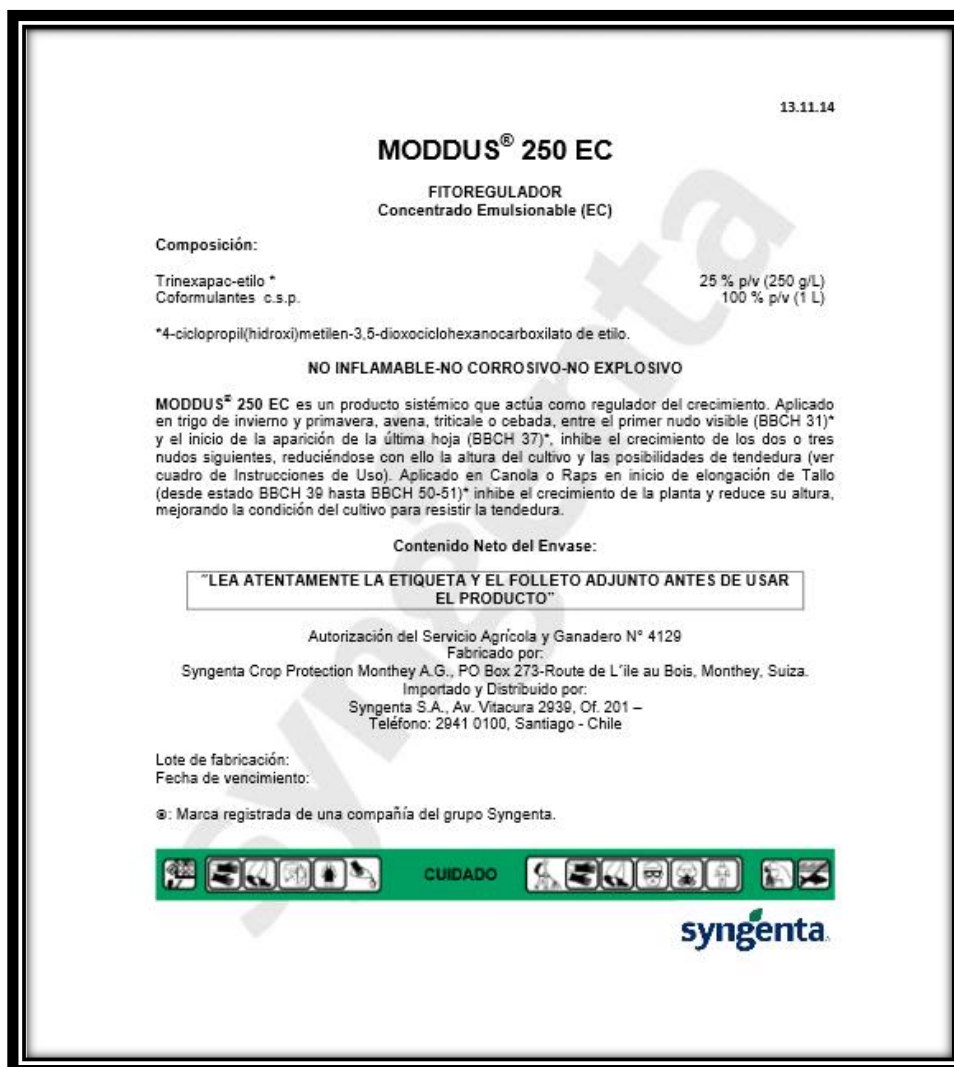 13.11.14
MODDUS® 250 EC
FITOREGULADOR
Concentrado Emulsionable (EC)
Composición:
Trinexapac-etilo * 25 % p/v (250 g/L)
Coformulantes c.s.p. 100 % p/v (1 L)
*4-ciclopropil(hidroxi)metilen-3,5-dioxociclohexanocarboxilato de etilo.
NO INFLAMABLE-NO CORROSIVO-NO EXPLOSIVO
MODDUS® 250 EC es un producto sistémico que actúa como regulador del crecimiento. Aplicado
en trigo de invierno y primavera, avena, triticale o cebada, entre el primer nudo visible (BBCH 31)*
y el inicio de la aparición de la última hoja (BBCH 37)*, inhibe el crecimiento de los dos o tres
nudos siguientes, reduciéndose con ello la altura del cultivo y las posibilidades de tendedura (ver
cuadro de Instrucciones de Uso). Aplicado en Canola o Raps en inicio de elongación de Tallo
(desde estado BBCH 39 hasta BBCH 50-51)* inhibe el crecimiento de la planta y reduce su altura,
mejorando la condición del cultivo para resistir la tendedura.
Contenido Neto del Envase:
"LEA ATENTAMENTE LA ETIQUETA Y EL FOLLETO ADJUNTO ANTES DE USAR
EL PRODUCTO"
Autorización del Servicio Agrícola y Ganadero N° 4129
Fabricado por:
Syngenta Crop Protection Monthey A.G., PO Box 273-Route de L´ile au Bois, Monthey, Suiza.
Importado y Distribuido por:
Syngenta S.A., Av. Vitacura 2939, Of. 201 –
Teléfono: 2941 0100, Santiago - Chile
Lote de fabricación:
Fecha de vencimiento:
®: Marca registrada de una compañía del grupo Syngenta.
CUIDADO
syngenta
syngenta